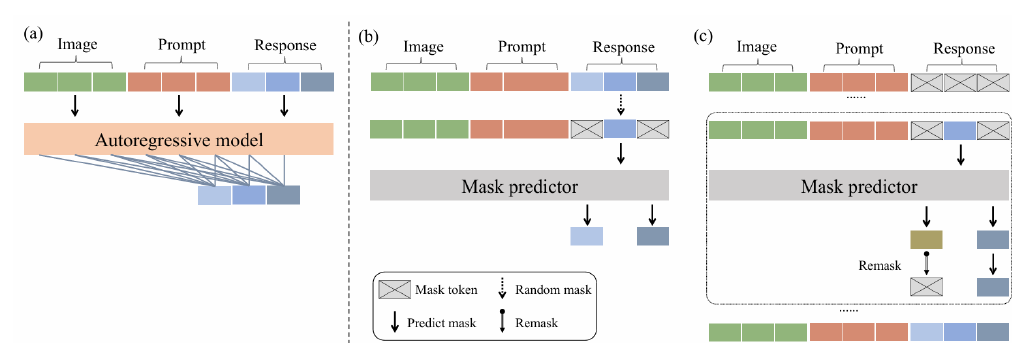 (a)
Image
Prompt
Response
Autoregressive model
(b)
Image
Prompt
Response
Mask predictor
Mask token
Random mask
Predict mask
Remask
(c)
Image
Prompt
Response
......
Mask predictor
Remask
......